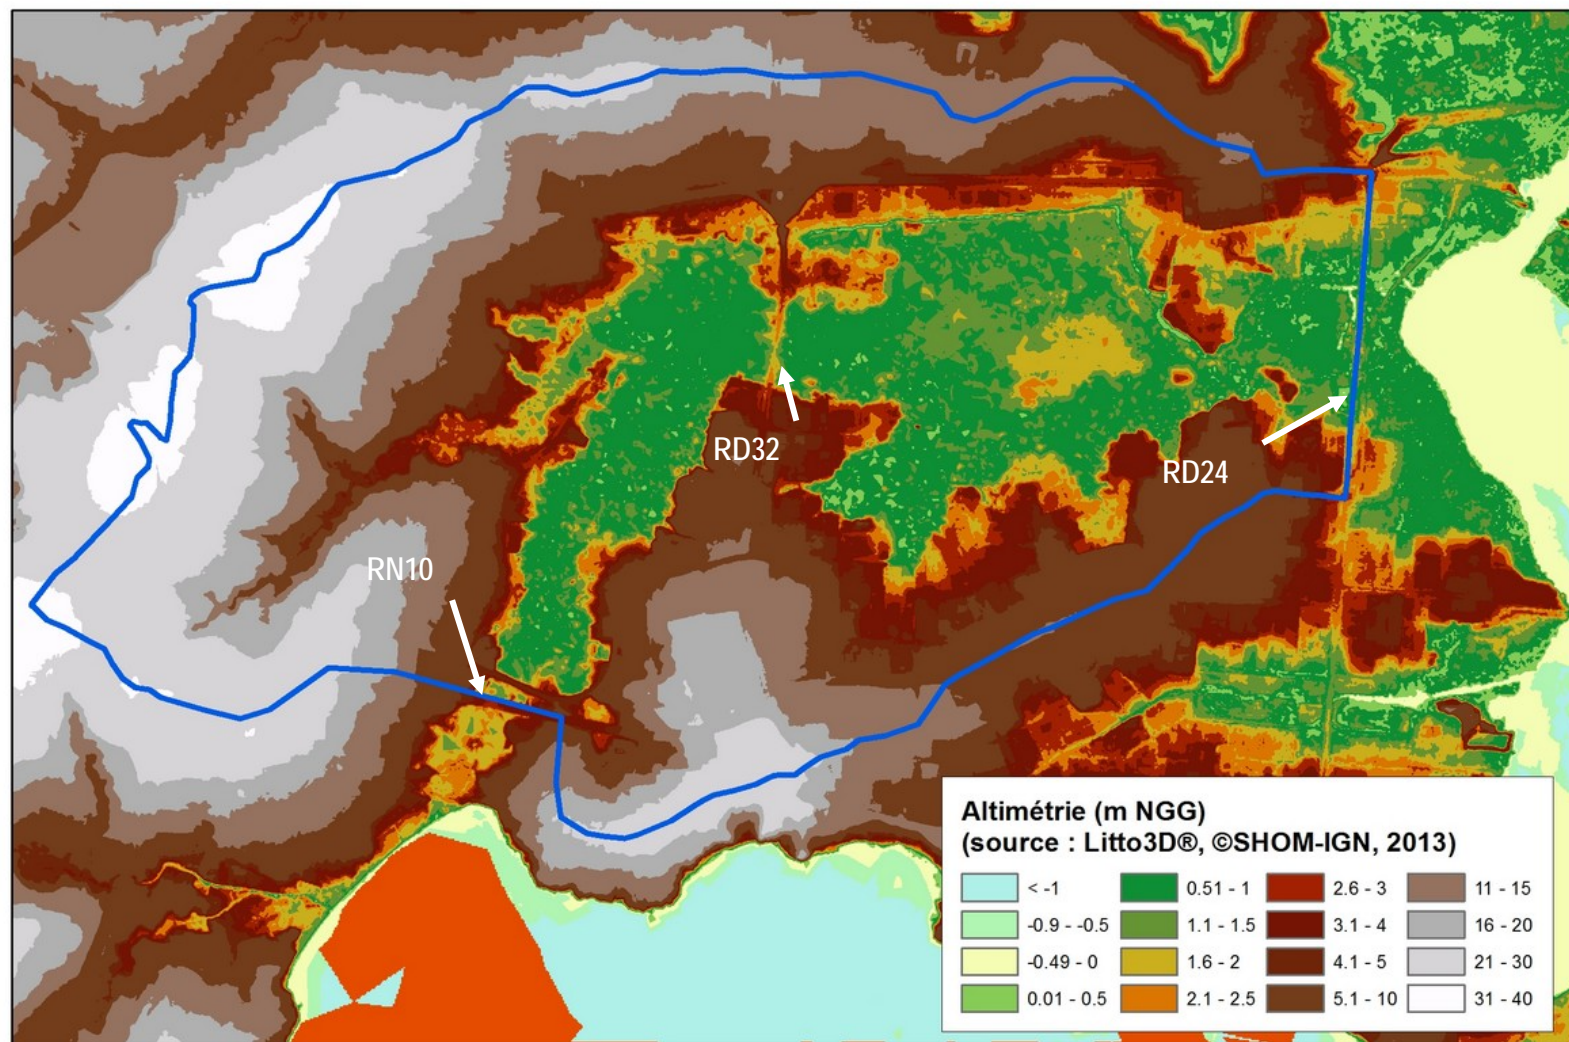 RD32
RD24
RN10
Altimétrie (m NGG)
(source : Litto3D®, ©SHOM-IGN, 2013)
< -1
0.51 - 1
2.6 - 3
11 - 15
-0.9 - -0.5
1.1 - 1.5
3.1 - 4
16 - 20
-0.49 - 0
1.6 - 2
4.1 - 5
21 - 30
0.01 - 0.5
2.1 - 2.5
5.1 - 10
31 - 40